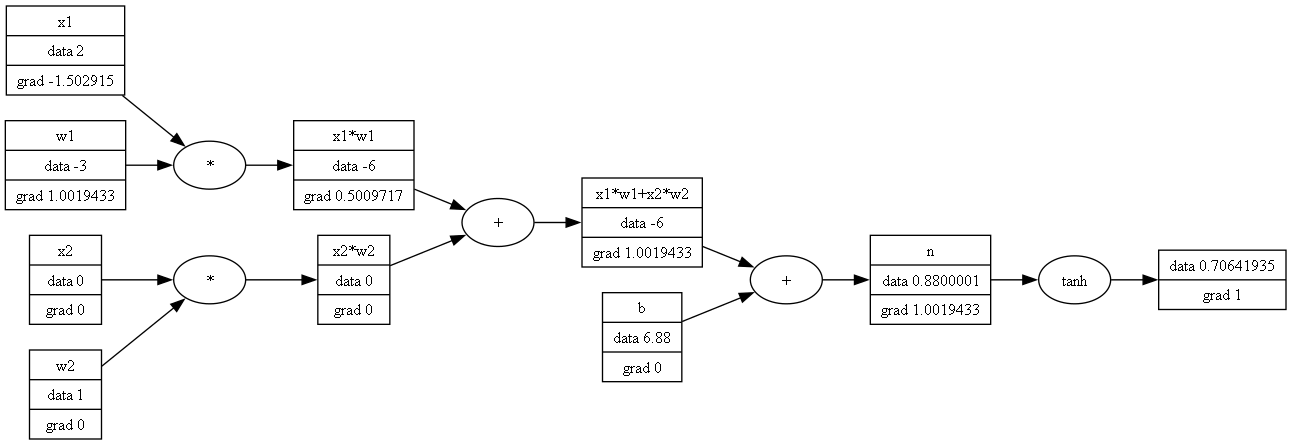 x1
data 2
grad -1.502915
w1
data -3
grad 1.0019433
*
x1*w1
data -6
grad 0.5009717
x2
data 0
grad 0
w2
data 1
grad 0
*
x2*w2
data 0
grad 0
+
x1*w1+x2*w2
data -6
grad 1.0019433
b
data 6.88
grad 0
+
n
data 0.8800001
grad 1.0019433
tanh
data 0.70641935
grad 1